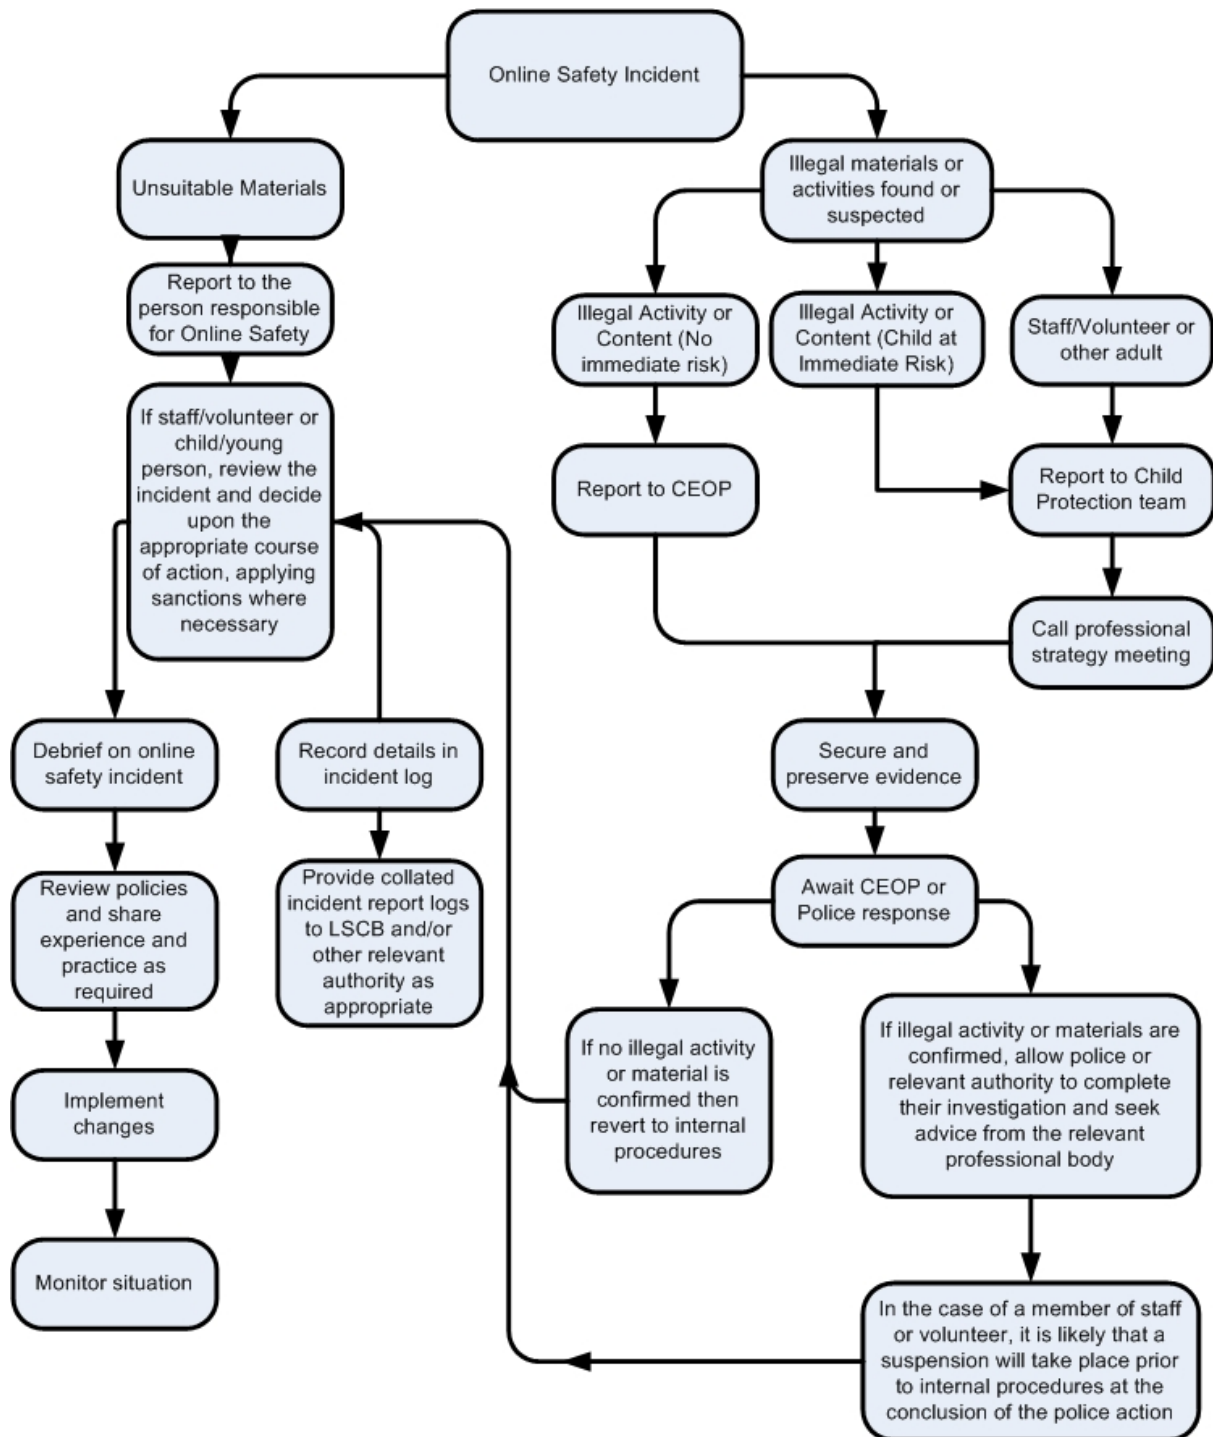 Online Safety Incident
Unsuitable Materials
Illegal materials or
activities found or
suspected
Report to the
person responsible
for Online Safety
Illegal Activity or
Content (No
immediate risk)
Illegal Activity or
Content (Child at
Immediate Risk)
Staff/Volunteer or
other adult
If staff/volunteer or
child/young
person, review the
incident and decide
upon the
appropriate course
of action, applying
sanctions where
necessary
Report to CEOP
Report to Child
Protection team
Call professional
strategy meeting
Debrief on online
safety incident
Record details in
incident log
Secure and
preserve evidence
Review policies
and share
experience and
practice as
required
Provide collated
incident report logs
to LSCB and/or
other relevant
authority as
appropriate
Await CEOP or
Police response
If no illegal activity
or material is
confirmed then
revert to internal
procedures
If illegal activity or materials are
confirmed, allow police or
relevant authority to complete
their investigation and seek
advice from the relevant
professional body
Implement
changes
Monitor situation
In the case of a member of staff
or volunteer, it is likely that a
suspension will take place prior
to internal procedures at the
conclusion of the police action